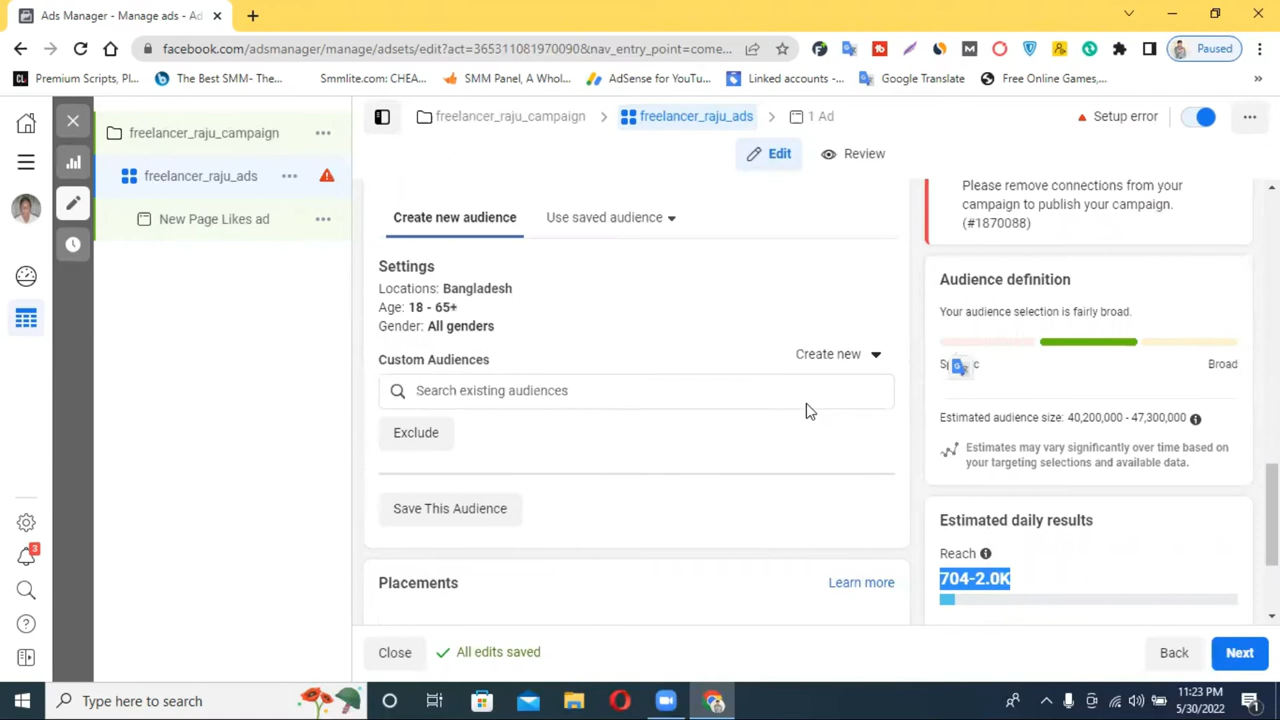 Ads Manager - Manage ads - Ad
facebook.com/adsmanager/manage/adsets/edit?act=365311081970090&nav_entry_point=come...
Paused
Premium Scripts, Pl...
The Best SMM- The...
Smmlite.com: CHEA...
SMM Panel, A Whol...
AdSense for YouTu...
Linked accounts -...
Google Translate
Free Online Games,...
»
freelancer_raju_campaign
freelancer_raju_ads
New Page Likes ad
3
freelancer_raju_campaign > freelancer_raju_ads > 1 Ad
Setup error
Edit
Review
Create new audience
Use saved audience
Settings
Locations: Bangladesh
Age: 18 - 65+
Gender: All genders
Custom Audiences
Create new
Search existing audiences
Exclude
Save This Audience
Placements
Learn more
Please remove connections from your
campaign to publish your campaign.
(#1870088)
Audience definition
Your audience selection is fairly broad.
Broad
Estimated audience size: 40,200,000 - 47,300,000
Estimates may vary significantly over time based on
your targeting selections and available data.
Estimated daily results
Reach
704-2.0K
Close
All edits saved
Back
Next
Type here to search
11:23 PM
5/30/2022
1